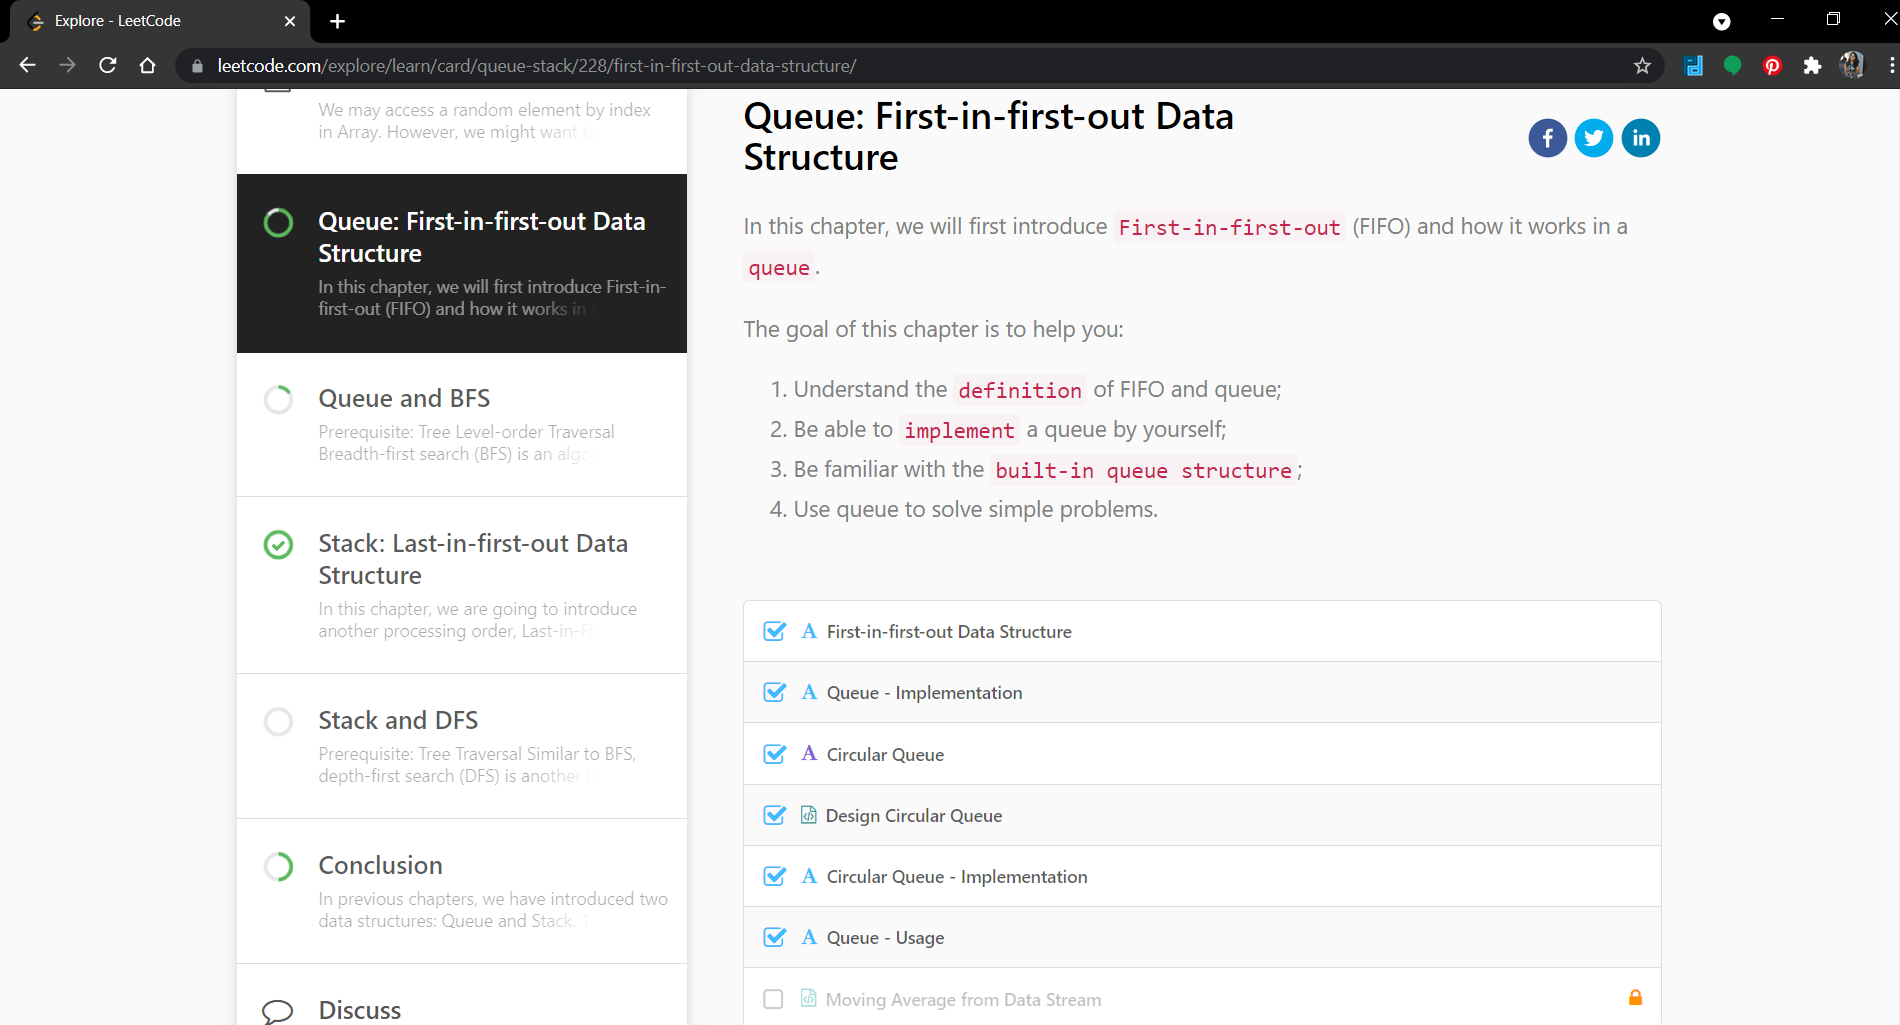 Explore - LeetCode
leetcode.com/explore/learn/card/queue-stack/228/first-in-first-out-data-structure/
We may access a random element by index
in Array. However, we might want to
Queue: First-in-first-out Data
Structure
In this chapter, we will first introduce First-in-
first-out (FIFO) and how it works in a
Queue and BFS
Prerequisite: Tree Level-order Traversal
Breadth-first search (BFS) is an algo
Stack: Last-in-first-out Data
Structure
In this chapter, we are going to introduce
another processing order, Last-in-Fi
Stack and DFS
Prerequisite: Tree Traversal Similar to BFS,
depth-first search (DFS) is another
Conclusion
In previous chapters, we have introduced two
data structures: Queue and Stack. 1
Discuss
Queue: First-in-first-out Data
Structure
In this chapter, we will first introduce First-in-first-out (FIFO) and how it works in a
queue.
The goal of this chapter is to help you:
1. Understand the definition of FIFO and queue;
2. Be able to implement a queue by yourself;
3. Be familiar with the built-in queue structure;
4. Use queue to solve simple problems.
A First-in-first-out Data Structure
A Queue - Implementation
A Circular Queue
Design Circular Queue
A Circular Queue - Implementation
A Queue - Usage
Moving Average from Data Stream